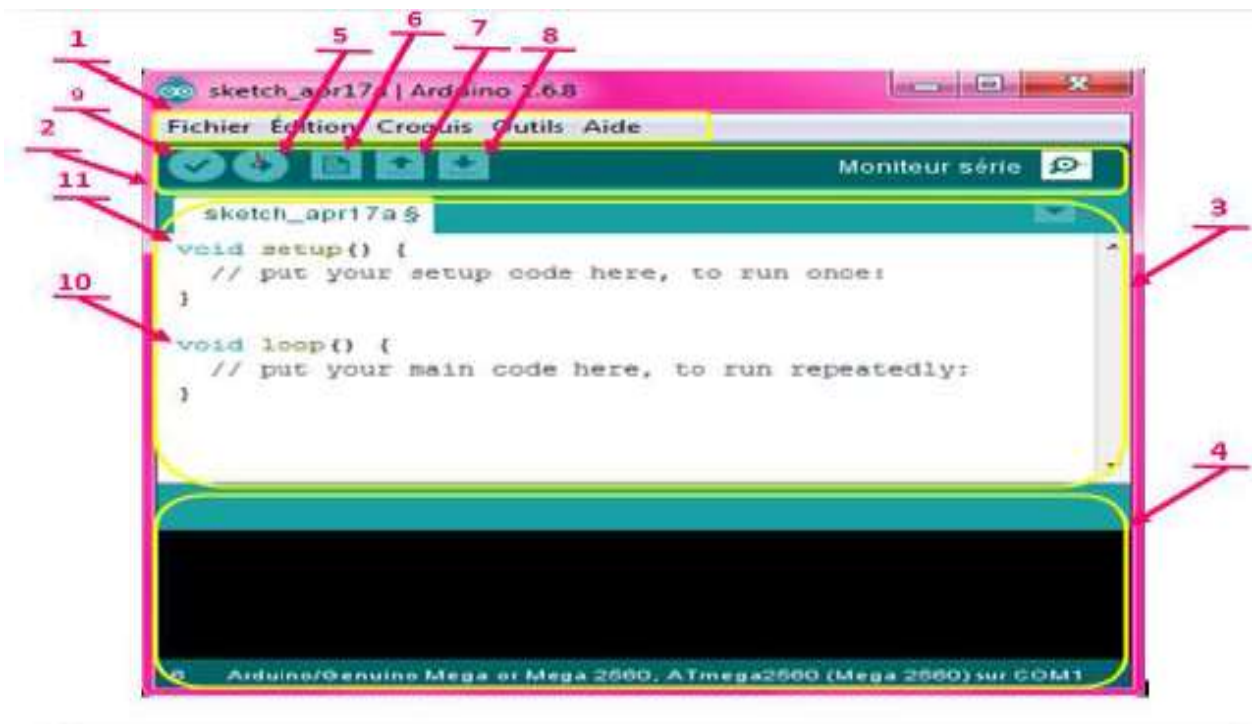 6
1 5 7 8
sketch_apr17a | Arduino 1.6.8
9
Fichier Édition Croquis Outils Aide
2
Moniteur série
11
sketch_apr17a §
3
void setup() {
// put your setup code here, to run once:
10
}
void loop() {
// put your main code here, to run repeatedly:
}
4
6 Arduino/Genuino Mega or Mega 2560, ATmega2560 (Mega 2560) sur COM1